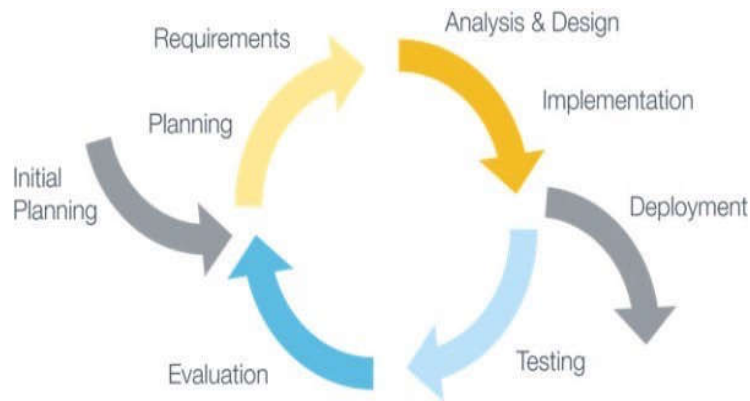 Analysis & Design
Requirements
Implementation
Planning
Initial
Planning
Deployment
Testing
Evaluation